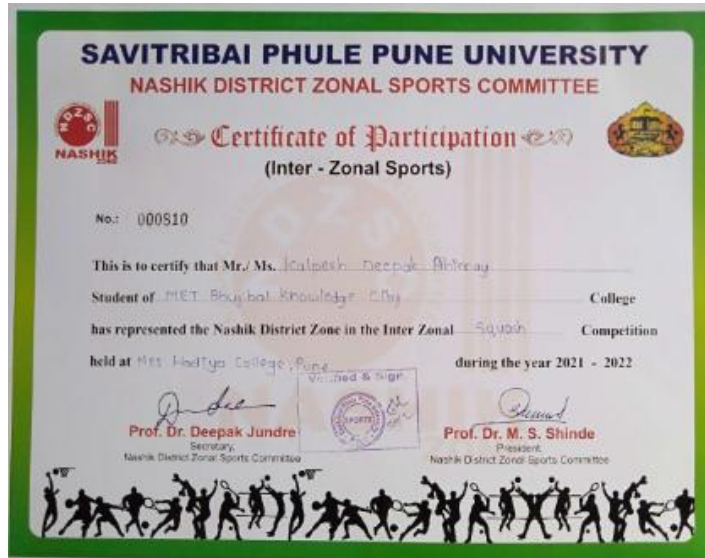 SAVITRIBAI PHULE PUNE UNIVERSITY
NASHIK DISTRICT ZONAL SPORTS COMMITTEE
NDZSC
NASHIK
ZONE
Certificate of Participation
(Inter - Zonal Sports)
No.: 000810
This is to certify that Mr./ Ms. Kalpesh Deepak Ahirray
Student of MET Bhujbal Knowledge City College
has represented the Nashik District Zone in the Inter Zonal Squash Competition
held at Mes Wadiya College, Pune during the year 2021 - 2022
Verified & Sign
SPORTS
Prof. Dr. Deepak Jundre
Secretary,
Nashik District Zonal Sports Committee
Prof. Dr. M. S. Shinde
President
Nashik District Zonal Sports Committee